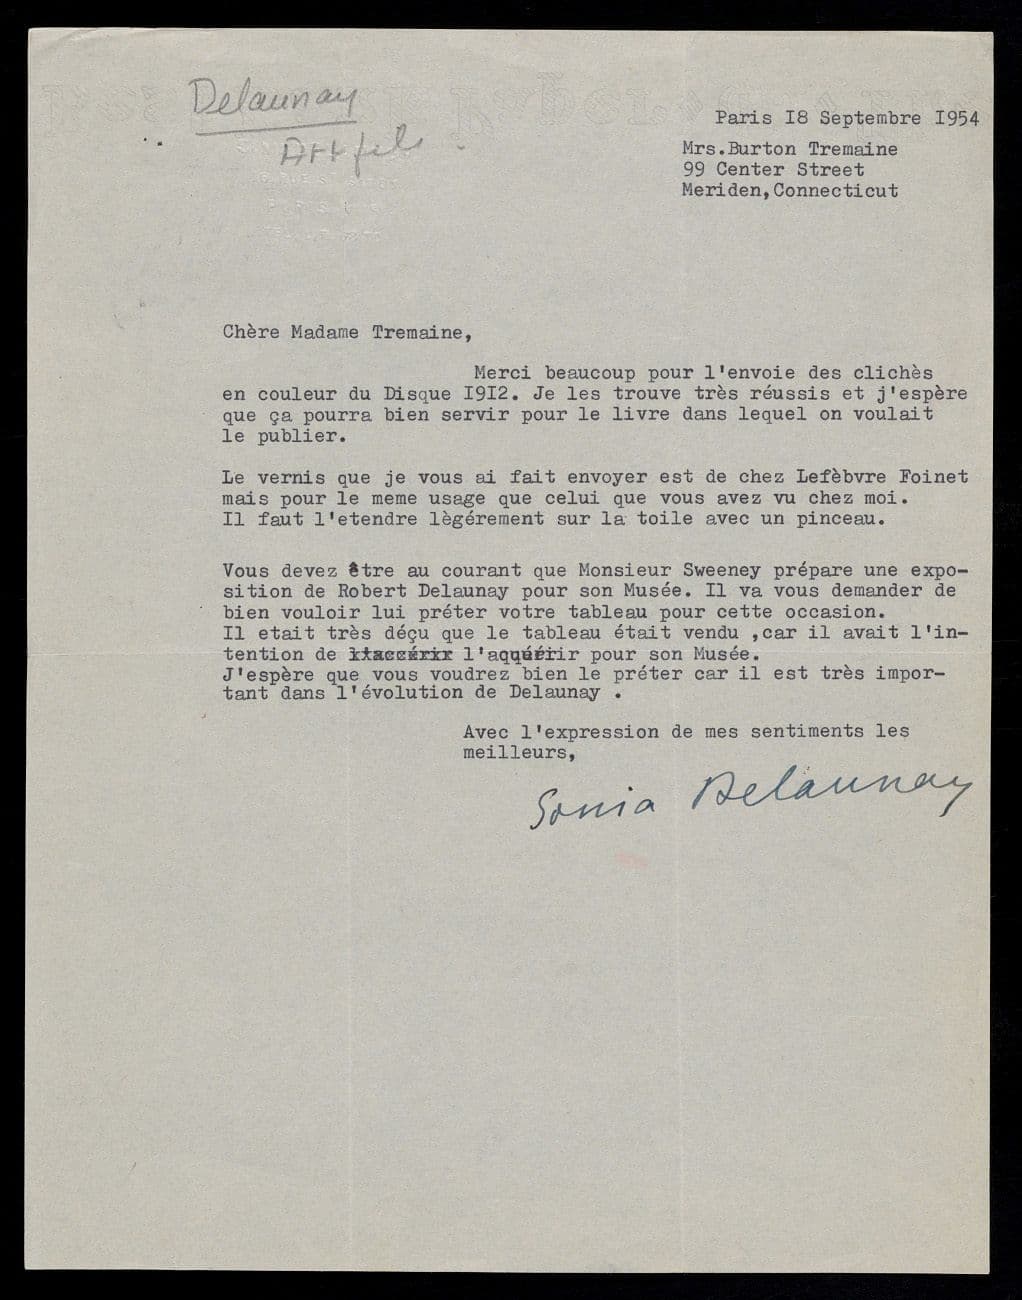 Delaunay
Paris I8 Septembre I954
Mrs.Burton Tremaine
99 Center Street
Meriden,Connecticut
Chère Madame Tremaine,
Merci beaucoup pour l'envoie des clichès
en couleur du Disque I9I2. Je les trouve très réussis et j'espère
que ça pourra bien servir pour le livre dans lequel on voulait
le publier.
Le vernis que je vous ai fait envoyer est de chez Lefèbvre Foinet
mais pour le meme usage que celui que vous avez vu chez moi.
Il faut l'etendre lègérement sur la toile avec un pinceau.
Vous devez être au courant que Monsieur Sweeney prépare une expo-
sition de Robert Delaunay pour son Musée. Il va vous demander de
bien vouloir lui préter votre tableau pour cette occasion.
Il etait très déçu que le tableau était vendu ,car il avait l'in-
tention de l'aquérir pour son Musée.
J'espère que vous voudrez bien le préter car il est très impor-
tant dans l'évolution de Delaunay .
Avec l'expression de mes sentiments les
meilleurs,
Sonia Delaunay